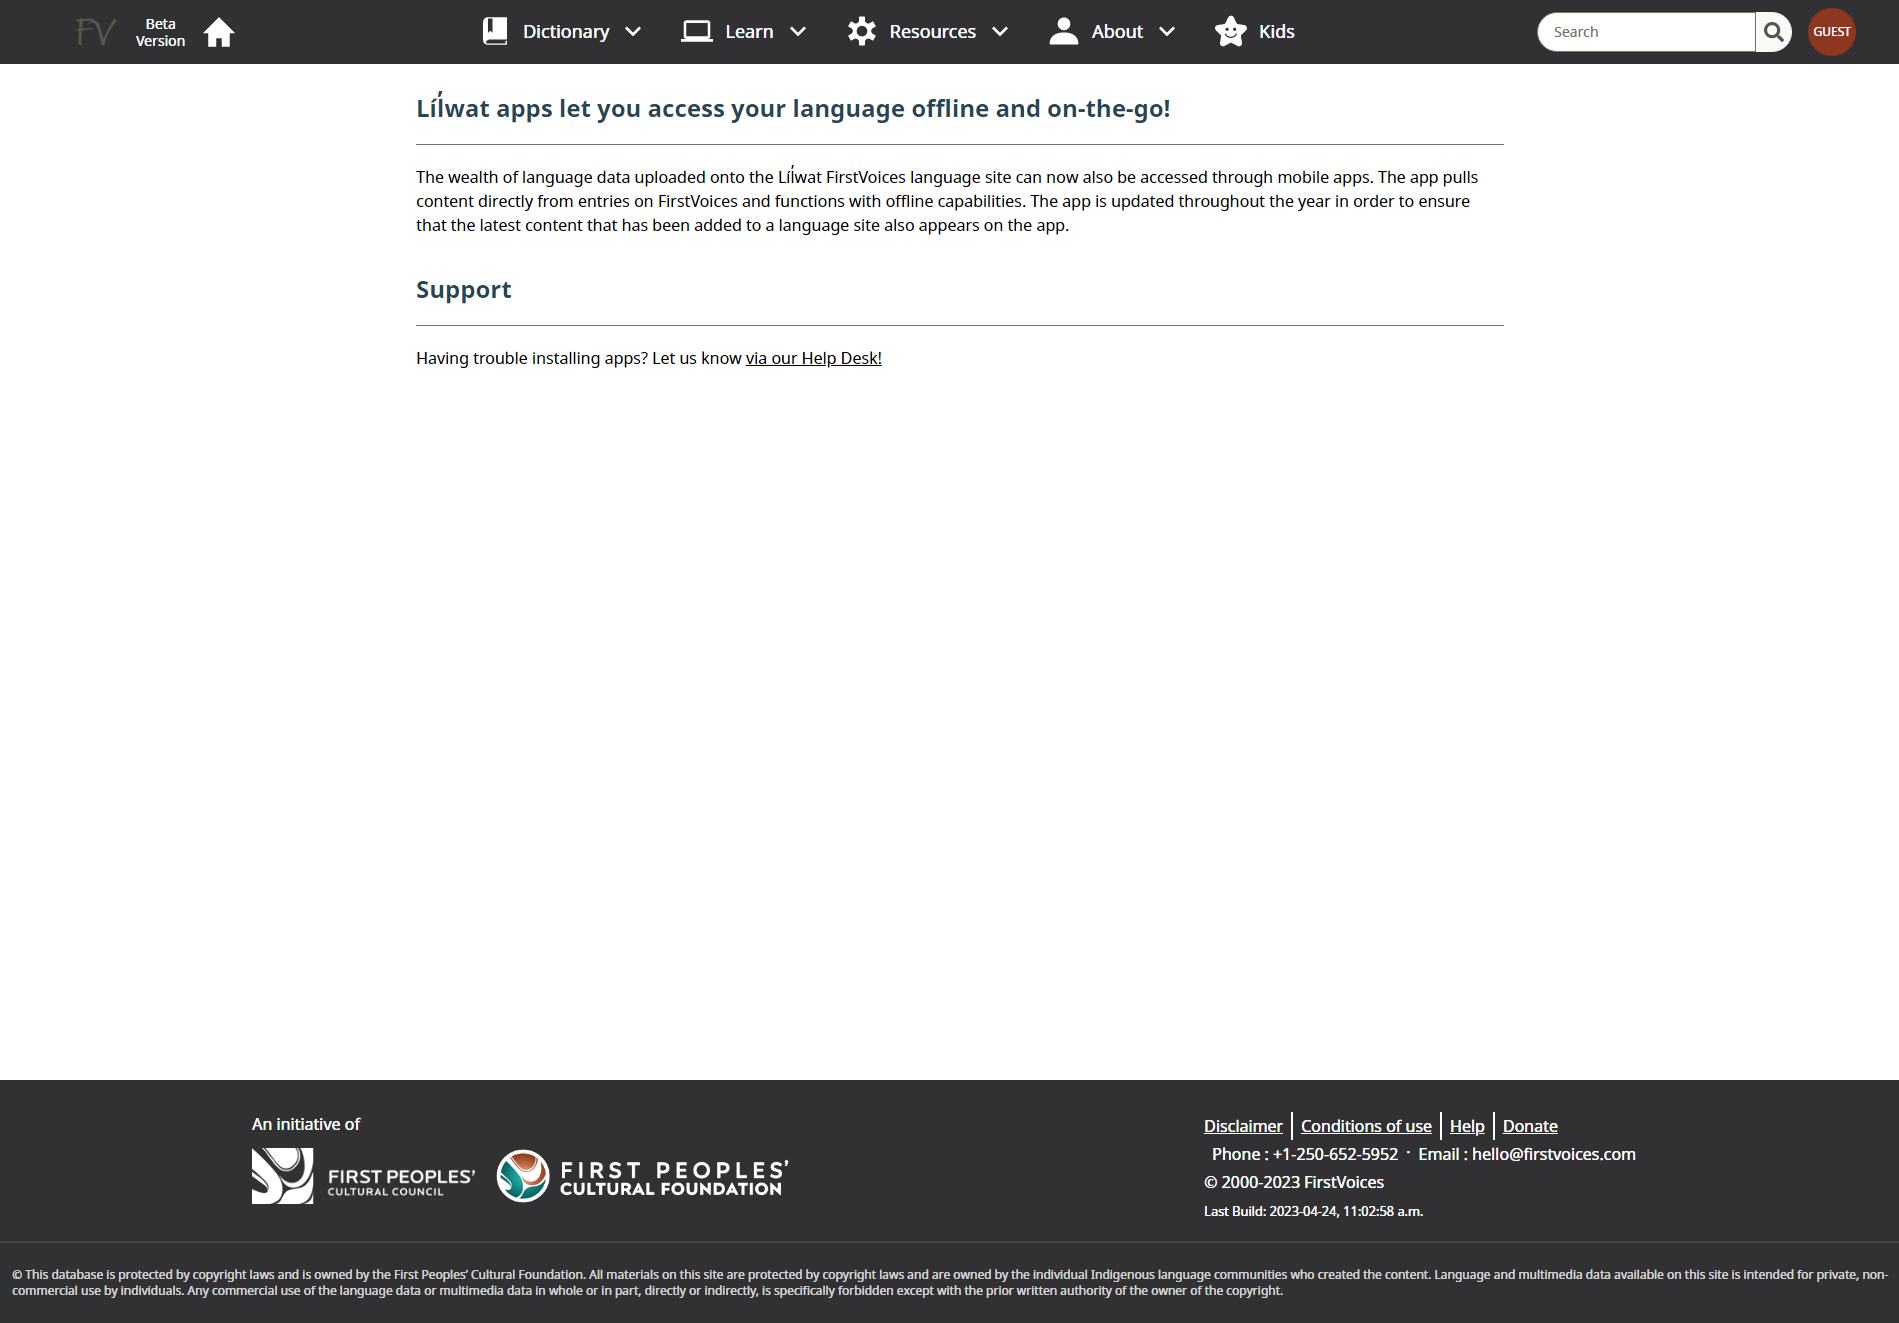 FV
Beta
Version
Dictionary
Learn
Resources
About
Kids
Search
GUEST
Líl̓wat apps let you access your language offline and on-the-go!
The wealth of language data uploaded onto the Líl̓wat FirstVoices language site can now also be accessed through mobile apps. The app pulls
content directly from entries on FirstVoices and functions with offline capabilities. The app is updated throughout the year in order to ensure
that the latest content that has been added to a language site also appears on the app.
Support
Having trouble installing apps? Let us know via our Help Desk!
An initiative of
FIRST PEOPLES’
CULTURAL COUNCIL
FIRST PEOPLES’
CULTURAL FOUNDATION
Disclaimer
Conditions of use
Help
Donate
Phone : +1-250-652-5952 · Email : hello@firstvoices.com
© 2000-2023 FirstVoices
Last Build: 2023-04-24, 11:02:58 a.m.
© This database is protected by copyright laws and is owned by the First Peoples’ Cultural Foundation. All materials on this site are protected by copyright laws and are owned by the individual Indigenous language communities who created the content. Language and multimedia data available on this site is intended for private, non-
commercial use by individuals. Any commercial use of the language data or multimedia data in whole or in part, directly or indirectly, is specifically forbidden except with the prior written authority of the owner of the copyright.